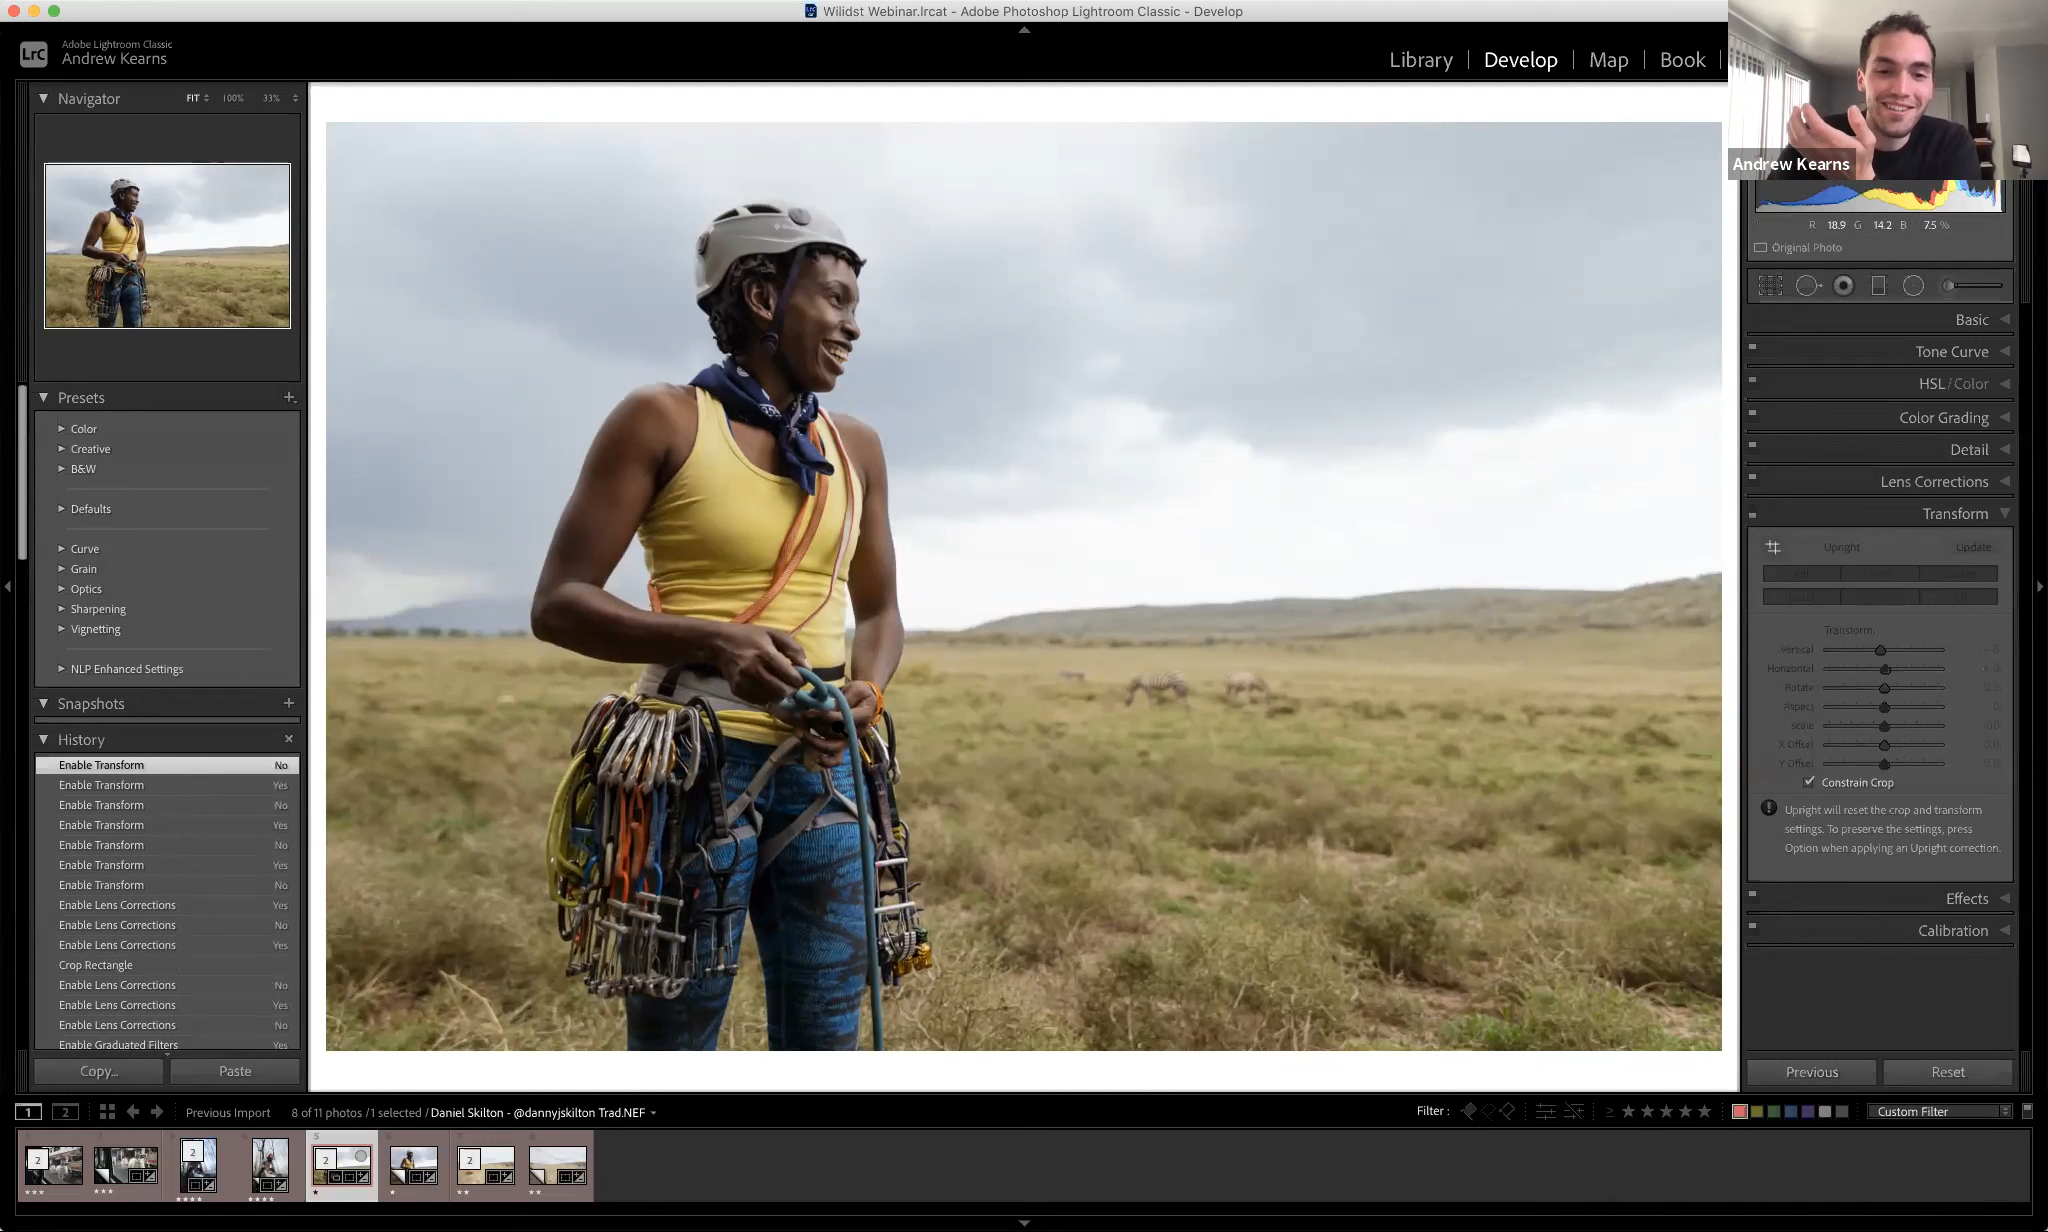 Wilidst Webinar.lrcat - Adobe Photoshop Lightroom Classic - Develop
LrC
Adobe Lightroom Classic
Andrew Kearns
Library | Develop | Map | Book |
Andrew Kearns
Navigator FIT 100% 33%
Presets
Color
Creative
B&W
Defaults
Curve
Grain
Optics
Sharpening
Vignetting
NLP Enhanced Settings
Snapshots
History
Enable Transform No
Enable Transform Yes
Enable Transform No
Enable Transform Yes
Enable Transform No
Enable Transform Yes
Enable Transform No
Enable Lens Corrections Yes
Enable Lens Corrections No
Enable Lens Corrections Yes
Crop Rectangle
Enable Lens Corrections No
Enable Lens Corrections Yes
Enable Lens Corrections No
Enable Graduated Filters Yes
Copy... Paste
R 18.9 G 14.2 B 7.5 %
Original Photo
Basic
Tone Curve
HSL / Color
Color Grading
Detail
Lens Corrections
Transform
Upright Update
Transform
Vertical
Horizontal
Rotate
Aspect
Scale
X Offset
Y Offset
Constrain Crop
Upright will reset the crop and transform
settings. To preserve the settings, press
Option when applying an Upright correction.
Effects
Calibration
Previous Reset
1 2 Previous Import 8 of 11 photos / 1 selected / Daniel Skilton - @dannyjskilton Trad.NEF
Filter : Custom Filter
2 2 2 2